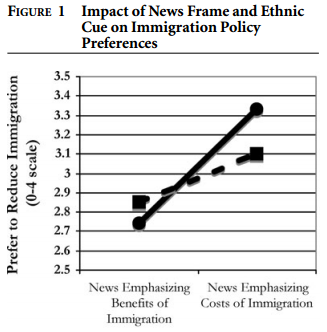 FIGURE 1 Impact of News Frame and Ethnic
Cue on Immigration Policy
Preferences
Prefer to Reduce Immigration
(0-4 scale)
3.5
3.4
3.3
3.2
3.1
3
2.9
2.8
2.7
2.6
2.5
News Emphasizing
Benefits of
Immigration
News Emphasizing
Costs of Immigration